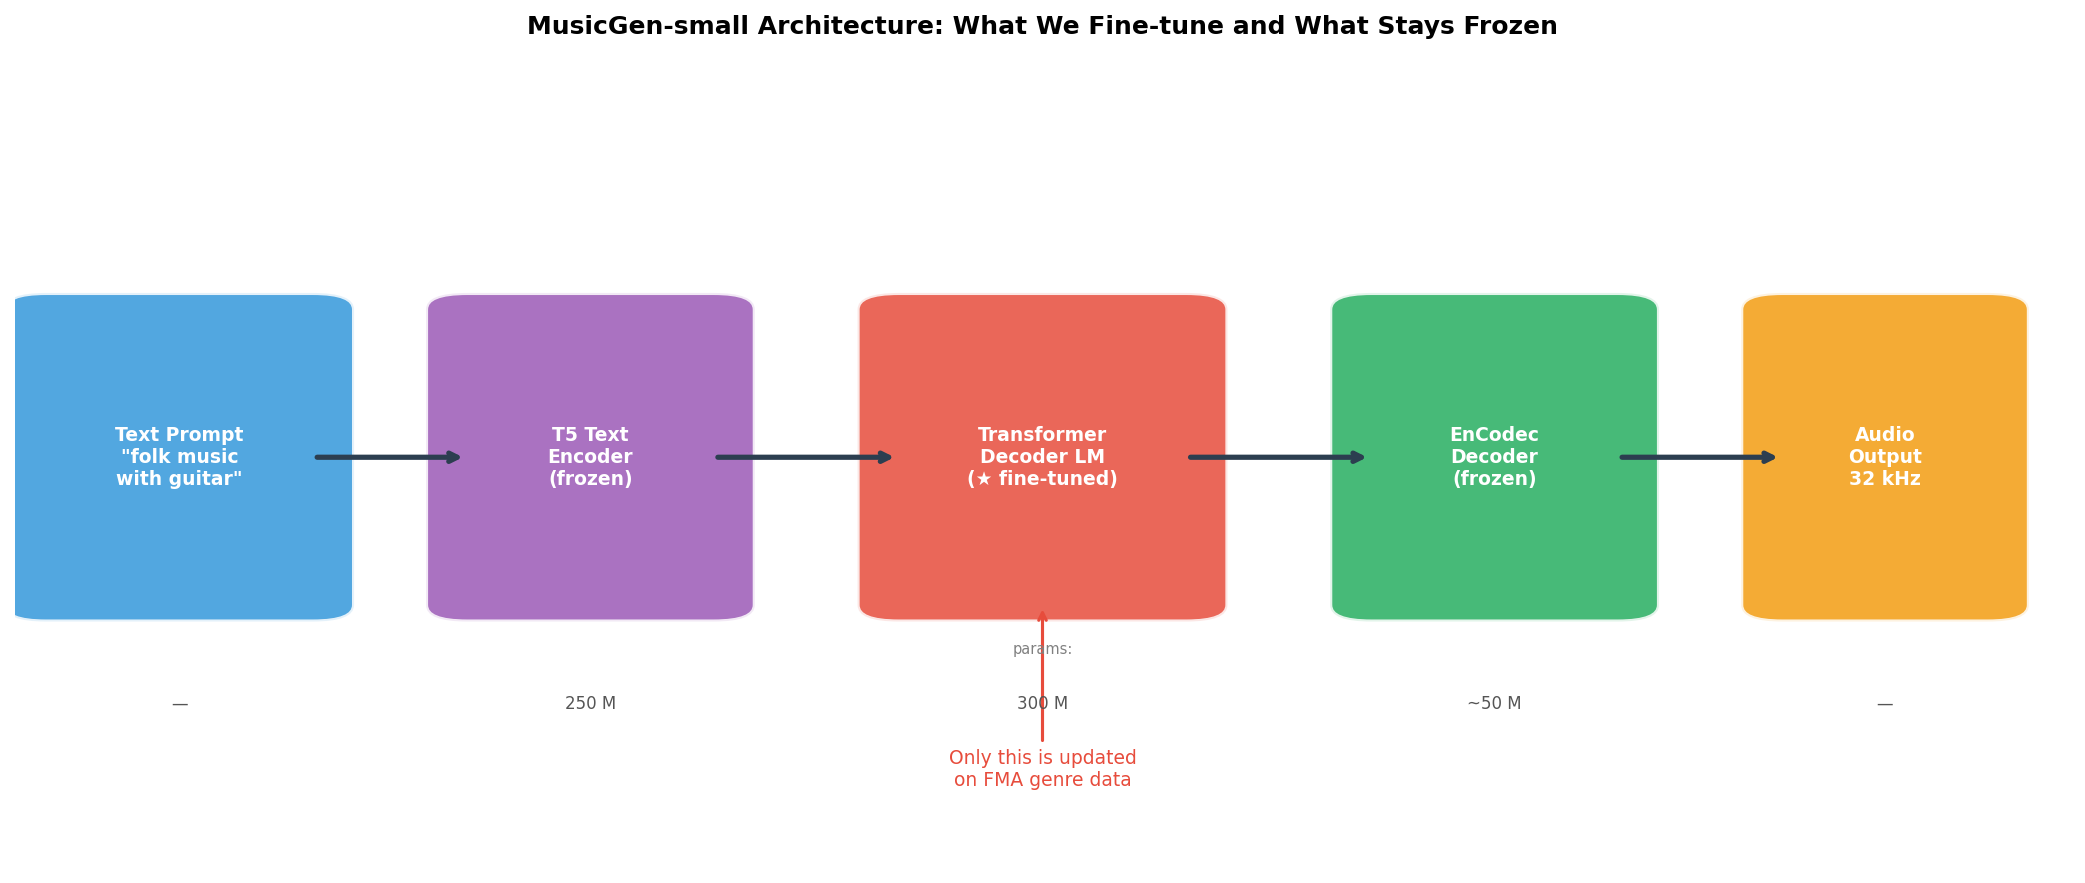 MusicGen-small Architecture: What We Fine-tune and What Stays Frozen
Text Prompt
"folk music
with guitar"
T5 Text
Encoder
(frozen)
Transformer
Decoder LM
(★ fine-tuned)
EnCodec
Decoder
(frozen)
Audio
Output
32 kHz
params:
—
250 M
300 M
~50 M
—
Only this is updated
on FMA genre data